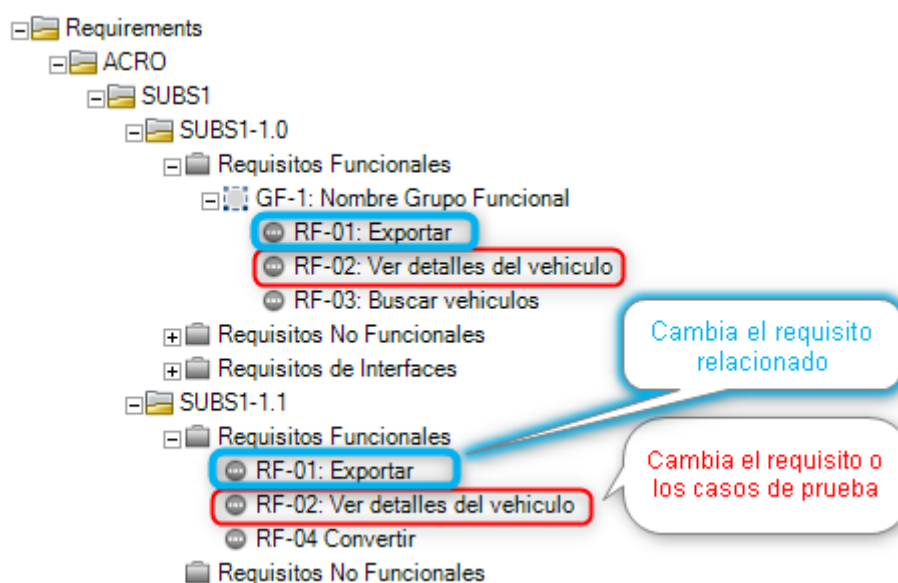 Requirements
ACRO
SUBS1
SUBS1-1.0
Requisitos Funcionales
GF-1: Nombre Grupo Funcional
RF-01: Exportar
RF-02: Ver detalles del vehiculo
RF-03: Buscar vehiculos
Requisitos No Funcionales
Requisitos de Interfaces
Cambia el requisito
relacionado
SUBS1-1.1
Requisitos Funcionales
RF-01: Exportar
RF-02: Ver detalles del vehiculo
RF-04 Convertir
Cambia el requisito o
los casos de prueba
Requisitos No Funcionales